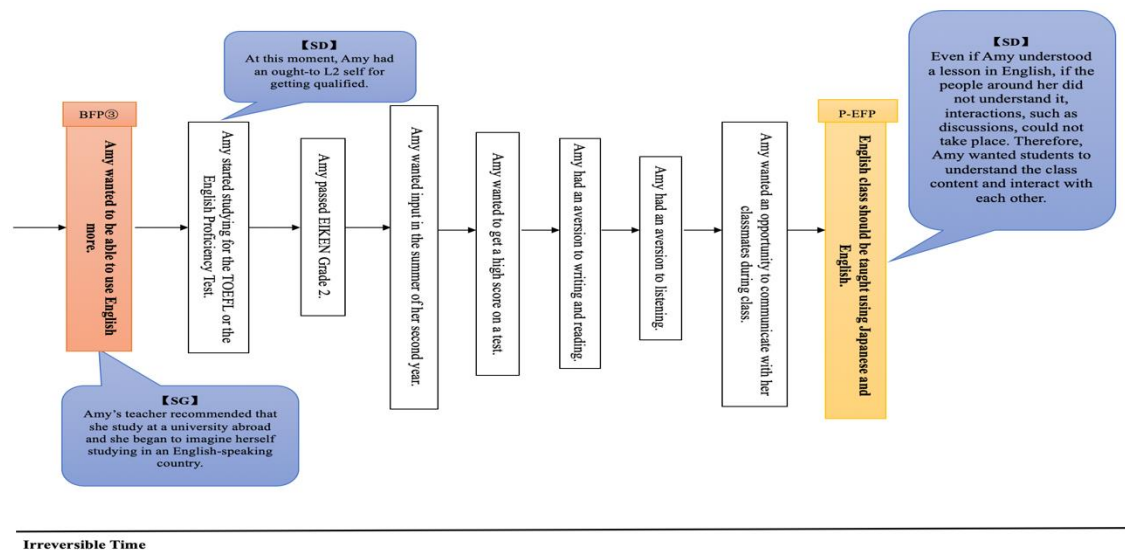 【SD】
At this moment, Amy had
an ought-to L2 self for
getting qualified.
【SD】
Even if Amy understood
a lesson in English, if the
people around her did
not understand it,
interactions, such as
discussions, could not
take place. Therefore,
Amy wanted students to
understand the class
content and interact with
each other.
BFP③
Amy wanted to be able to use English
more.
Amy started studying for the TOEFL or the
English Proficiency Test.
Amy passed EIKEN Grade 2.
Amy wanted input in the summer of her second year.
Amy wanted to get a high score on a test.
Amy had an aversion to writing and reading.
Amy had an aversion to listening.
Amy wanted an opportunity to communicate with her
classmates during class.
P-EFP
English class should be taught using Japanese and
English.
【SG】
Amy's teacher recommended that
she study at a university abroad
and she began to imagine herself
studying in an English-speaking
country.
Irreversible Time